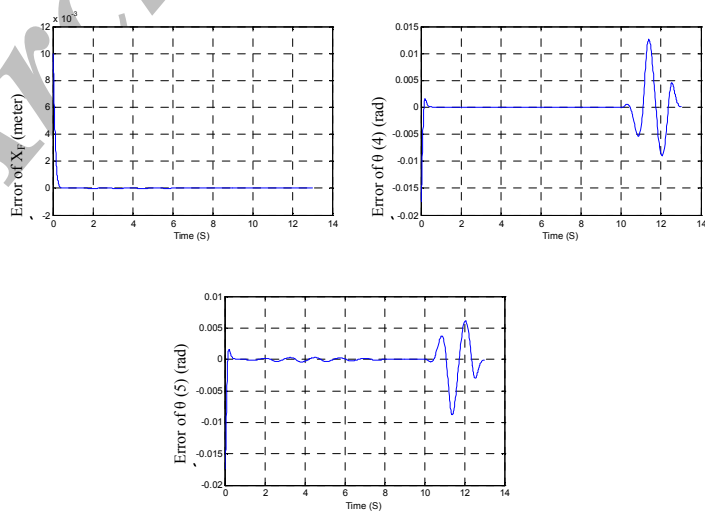 x 10⁻³
12
10
8
6
4
2
0
-2
0 2 4 6 8 10 12 14
Time (S)
Error of X_F (meter)
0.015
0.01
0.005
0
-0.005
-0.01
-0.015
-0.02
0 2 4 6 8 10 12 14
Time (S)
Error of θ (4) (rad)
0.01
0.005
0
-0.005
-0.01
-0.015
-0.02
0 2 4 6 8 10 12 14
Time (S)
Error of θ (5) (rad)